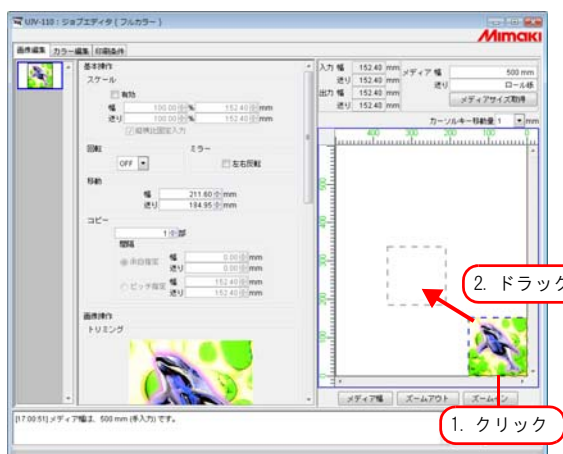 UJV-110 : ジョブエディタ ( フルカラー )
Mimaki
画像編集 カラー編集 印刷条件
基本操作
スケール
有効
幅 100.00 % 152.40 mm
送り 100.00 % 152.40 mm
縦横比固定入力
回転 ミラー
OFF 左右反転
移動
幅 211.60 mm
送り 184.95 mm
コピー
1 部
間隔
余白指定 幅 0.00 mm
送り 0.00 mm
ピッチ指定 幅 152.40 mm
送り 152.40 mm
画像操作
トリミング
入力 幅 152.40 mm
送り 152.40 mm
出力 幅 152.40 mm
送り 152.40 mm
メディア 幅 500 mm
送り ロール紙
メディアサイズ取得
カーソルキー移動量 1 mm
400 300 200 100 0
500
400
300
200
100
0
2. ドラッグ
1. クリック
メディア幅 ズームアウト ズームイン
[17:00:51] メディア幅は、500 mm (手入力) です。